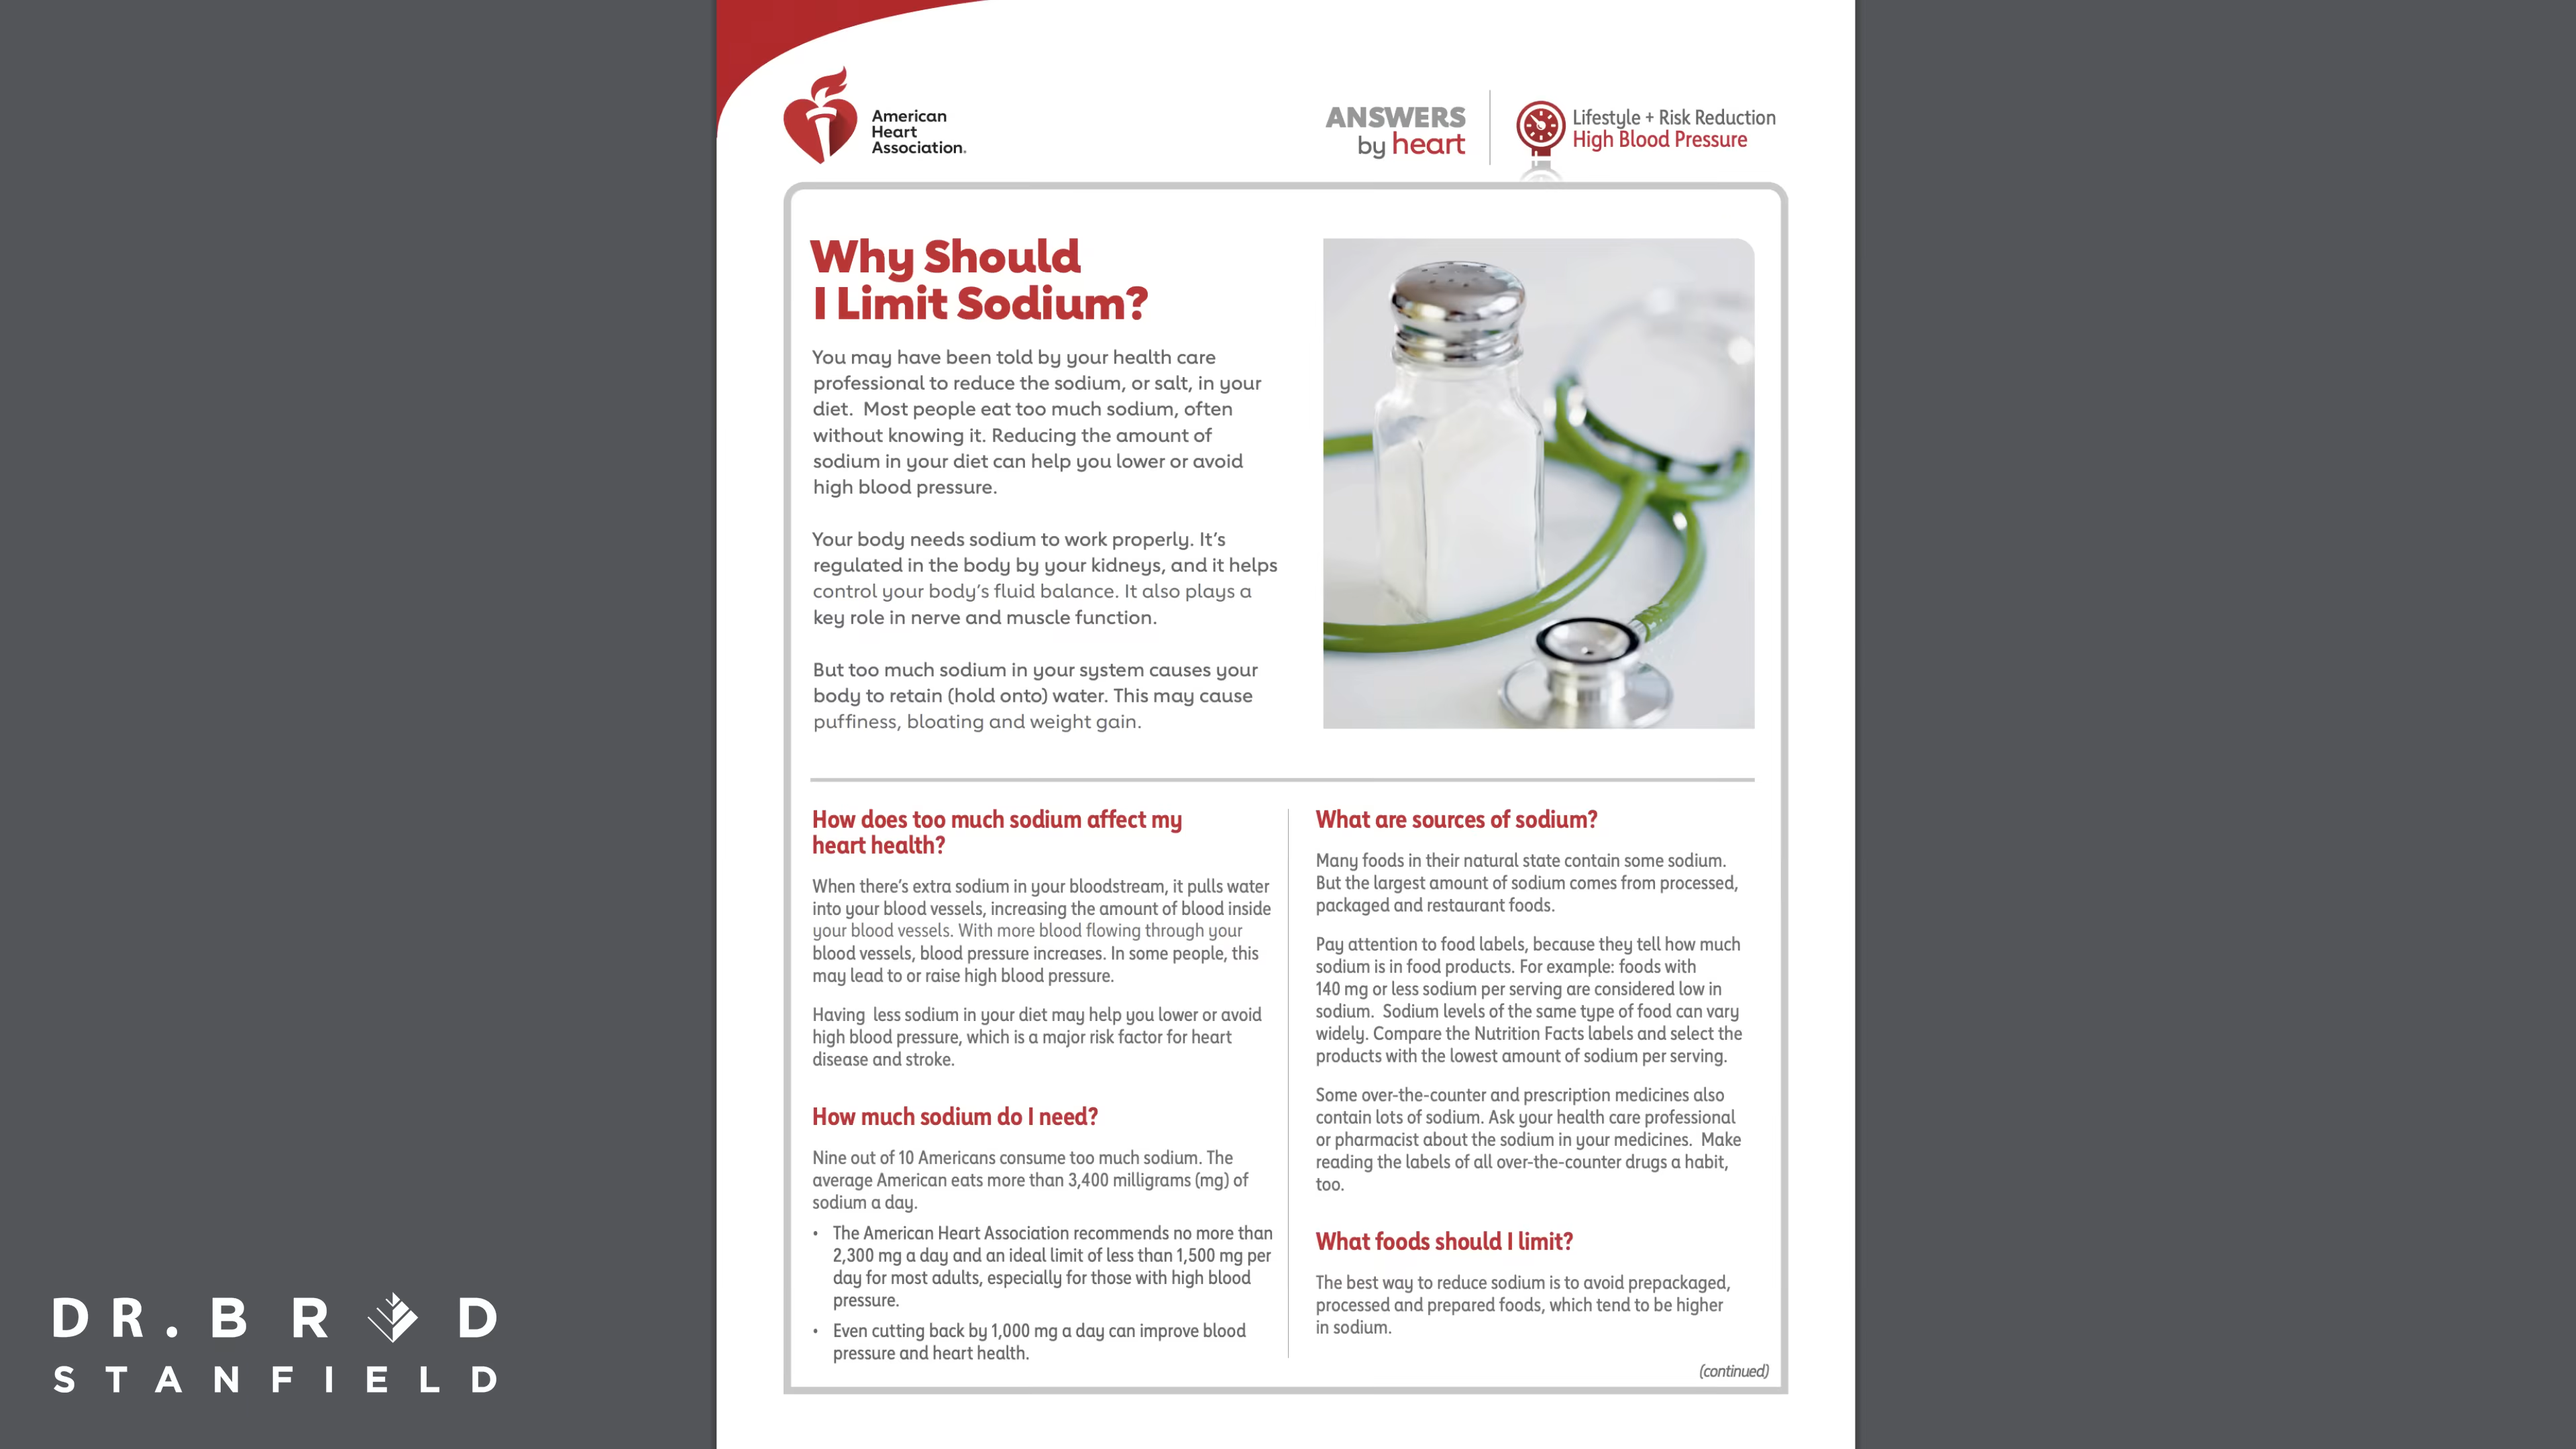 American
Heart
Association.
ANSWERS
by heart
Lifestyle + Risk Reduction
High Blood Pressure
Why Should
I Limit Sodium?
You may have been told by your health care
professional to reduce the sodium, or salt, in your
diet.  Most people eat too much sodium, often
without knowing it. Reducing the amount of
sodium in your diet can help you lower or avoid
high blood pressure.
Your body needs sodium to work properly. It’s
regulated in the body by your kidneys, and it helps
control your body’s fluid balance. It also plays a
key role in nerve and muscle function.
But too much sodium in your system causes your
body to retain (hold onto) water. This may cause
puffiness, bloating and weight gain.
How does too much sodium affect my
heart health?
When there’s extra sodium in your bloodstream, it pulls water
into your blood vessels, increasing the amount of blood inside
your blood vessels. With more blood flowing through your
blood vessels, blood pressure increases. In some people, this
may lead to or raise high blood pressure.
Having  less sodium in your diet may help you lower or avoid
high blood pressure, which is a major risk factor for heart
disease and stroke.
How much sodium do I need?
Nine out of 10 Americans consume too much sodium. The
average American eats more than 3,400 milligrams (mg) of
sodium a day.
• The American Heart Association recommends no more than
2,300 mg a day and an ideal limit of less than 1,500 mg per
day for most adults, especially for those with high blood
pressure.
• Even cutting back by 1,000 mg a day can improve blood
pressure and heart health.
What are sources of sodium?
Many foods in their natural state contain some sodium.
But the largest amount of sodium comes from processed,
packaged and restaurant foods.
Pay attention to food labels, because they tell how much
sodium is in food products. For example: foods with
140 mg or less sodium per serving are considered low in
sodium.  Sodium levels of the same type of food can vary
widely. Compare the Nutrition Facts labels and select the
products with the lowest amount of sodium per serving.
Some over-the-counter and prescription medicines also
contain lots of sodium. Ask your health care professional
or pharmacist about the sodium in your medicines.  Make
reading the labels of all over-the-counter drugs a habit,
too.
What foods should I limit?
The best way to reduce sodium is to avoid prepackaged,
processed and prepared foods, which tend to be higher
in sodium.
(continued)
DR. BRAD
STANFIELD